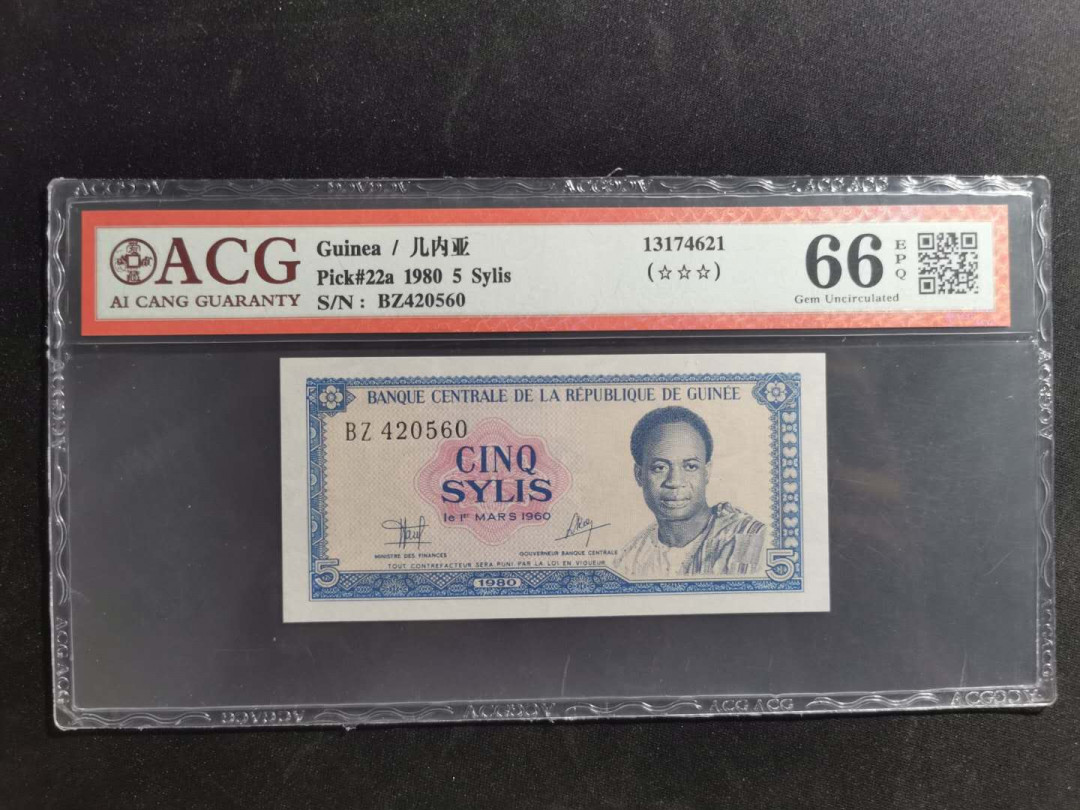 ACG
AI CANG GUARANTY
Guinea / 几内亚
Pick#22a 1980 5 Sylis
S/N : BZ420560
13174621
(☆☆☆)
66
EPQ
Gem Uncirculated
BANQUE CENTRALE DE LA RÉPUBLIQUE DE GUINÉE
BZ 420560
CINQ
SYLIS
le 1er MARS 1960
MINISTRE DES FINANCES
GOUVERNEUR BANQUE CENTRALE
TOUT CONTREFACTEUR SERA PUNI PAR LA LOI EN VIGUEUR
5
1980
5